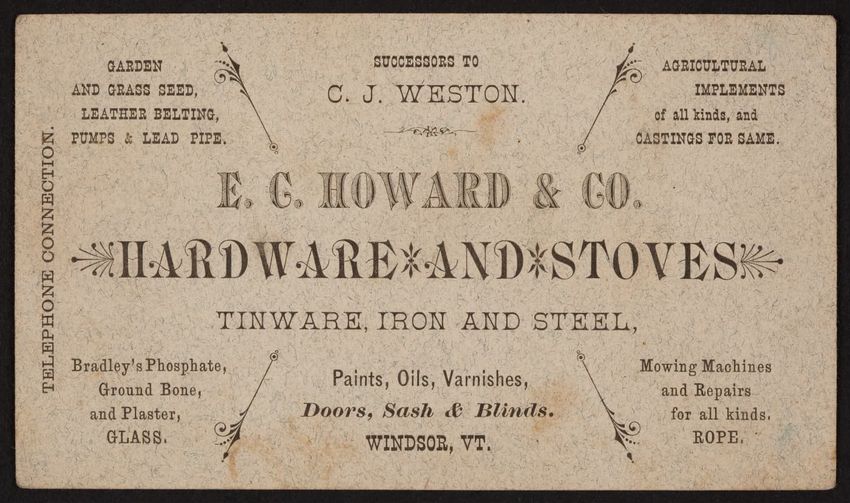 TELEPHONE CONNECTION.
GARDEN
AND GRASS SEED,
LEATHER BELTING,
PUMPS & LEAD PIPE.
SUCCESSORS TO
C. J. WESTON.
AGRICULTURAL
IMPLEMENTS
of all kinds, and
CASTINGS FOR SAME.
E. C. HOWARD & CO.
HARDWARE AND STOVES
TINWARE, IRON AND STEEL,
Bradley's Phosphate,
Ground Bone,
and Plaster,
GLASS.
Paints, Oils, Varnishes,
Doors, Sash & Blinds.
WINDSOR, VT.
Mowing Machines
and Repairs
for all kinds.
ROPE.